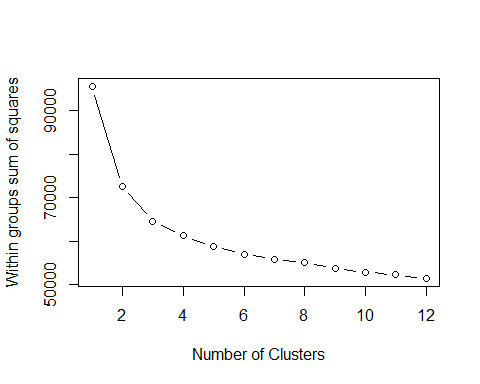 Within groups sum of squares
90000
70000
50000
2 4 6 8 10 12
Number of Clusters